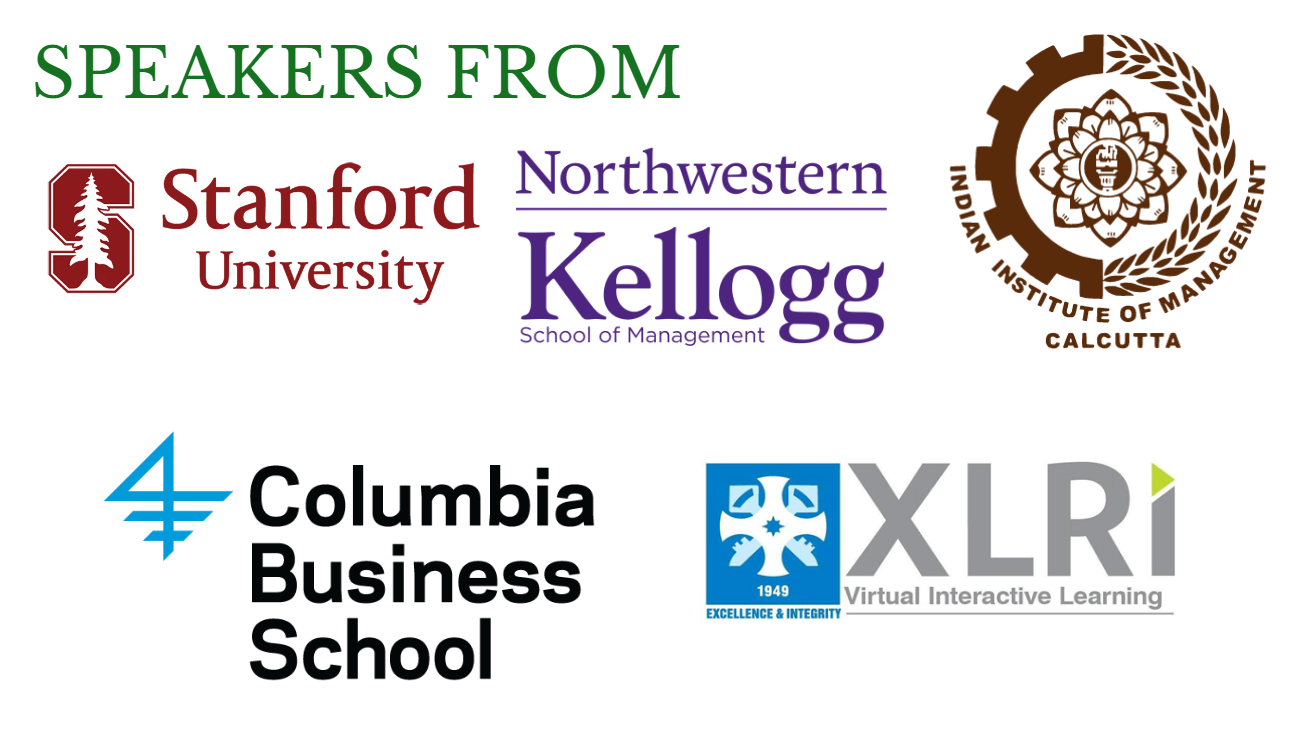 SPEAKERS FROM
Stanford
University
Northwestern
Kellogg
School of Management
INDIAN INSTITUTE OF MANAGEMENT
CALCUTTA
Columbia
Business
School
XLRi
Virtual Interactive Learning
1949
EXCELLENCE & INTEGRITY